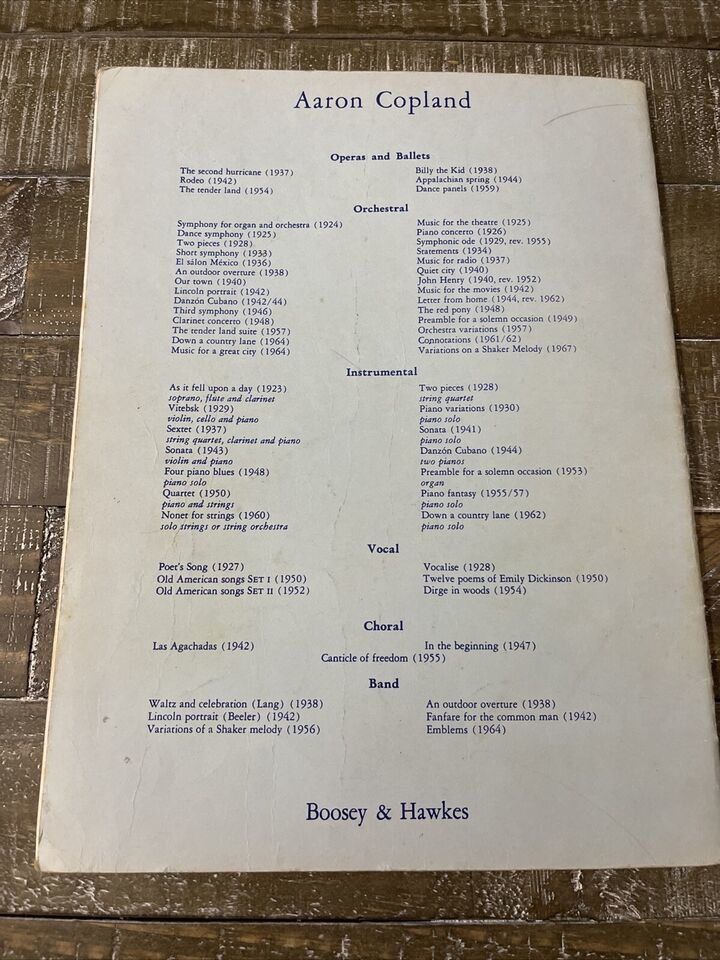 Aaron Copland
Operas and Ballets
The second hurricane (1937)
Rodeo (1942)
The tender land (1954)
Billy the Kid (1938)
Appalachian spring (1944)
Dance panels (1959)
Orchestral
Symphony for organ and orchestra (1924)
Dance symphony (1925)
Two pieces (1928)
Short symphony (1933)
El sálon México (1936)
An outdoor overture (1938)
Our town (1940)
Lincoln portrait (1942)
Danzón Cubano (1942/44)
Third symphony (1946)
Clarinet concerto (1948)
The tender land suite (1957)
Down a country lane (1964)
Music for a great city (1964)
Music for the theatre (1925)
Piano concerto (1926)
Symphonic ode (1929, rev. 1955)
Statements (1934)
Music for radio (1937)
Quiet city (1940)
John Henry (1940, rev. 1952)
Music for the movies (1942)
Letter from home (1944, rev. 1962)
The red pony (1948)
Preamble for a solemn occasion (1949)
Orchestra variations (1957)
Connotations (1961/62)
Variations on a Shaker Melody (1967)
Instrumental
As it fell upon a day (1923)
soprano, flute and clarinet
Vitebsk (1929)
violin, cello and piano
Sextet (1937)
string quartet, clarinet and piano
Sonata (1943)
violin and piano
Four piano blues (1948)
piano solo
Quartet (1950)
piano and strings
Nonet for strings (1960)
solo strings or string orchestra
Two pieces (1928)
string quartet
Piano variations (1930)
piano solo
Sonata (1941)
piano solo
Danzón Cubano (1944)
two pianos
Preamble for a solemn occasion (1953)
organ
Piano fantasy (1955/57)
piano solo
Down a country lane (1962)
piano solo
Vocal
Poet's Song (1927)
Old American songs SET I (1950)
Old American songs SET II (1952)
Vocalise (1928)
Twelve poems of Emily Dickinson (1950)
Dirge in woods (1954)
Choral
Las Agachadas (1942)
In the beginning (1947)
Canticle of freedom (1955)
Band
Waltz and celebration (Lang) (1938)
Lincoln portrait (Beeler) (1942)
Variations of a Shaker melody (1956)
An outdoor overture (1938)
Fanfare for the common man (1942)
Emblems (1964)
Boosey & Hawkes